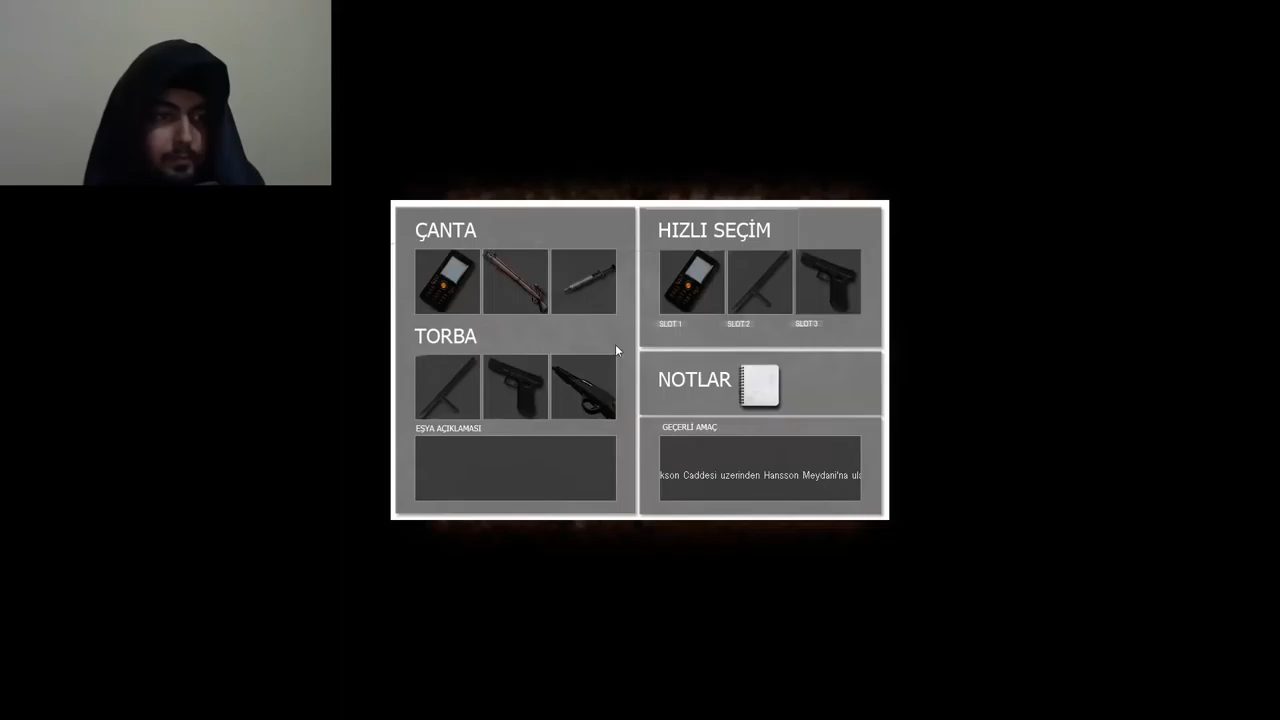 ÇANTA
TORBA
EŞYA AÇIKLAMASI
HIZLI SEÇİM
SLOT 1 SLOT 2 SLOT 3
NOTLAR
GEÇERLİ AMAÇ
kson Caddesi uzerinden Hansson Meydani'na ula